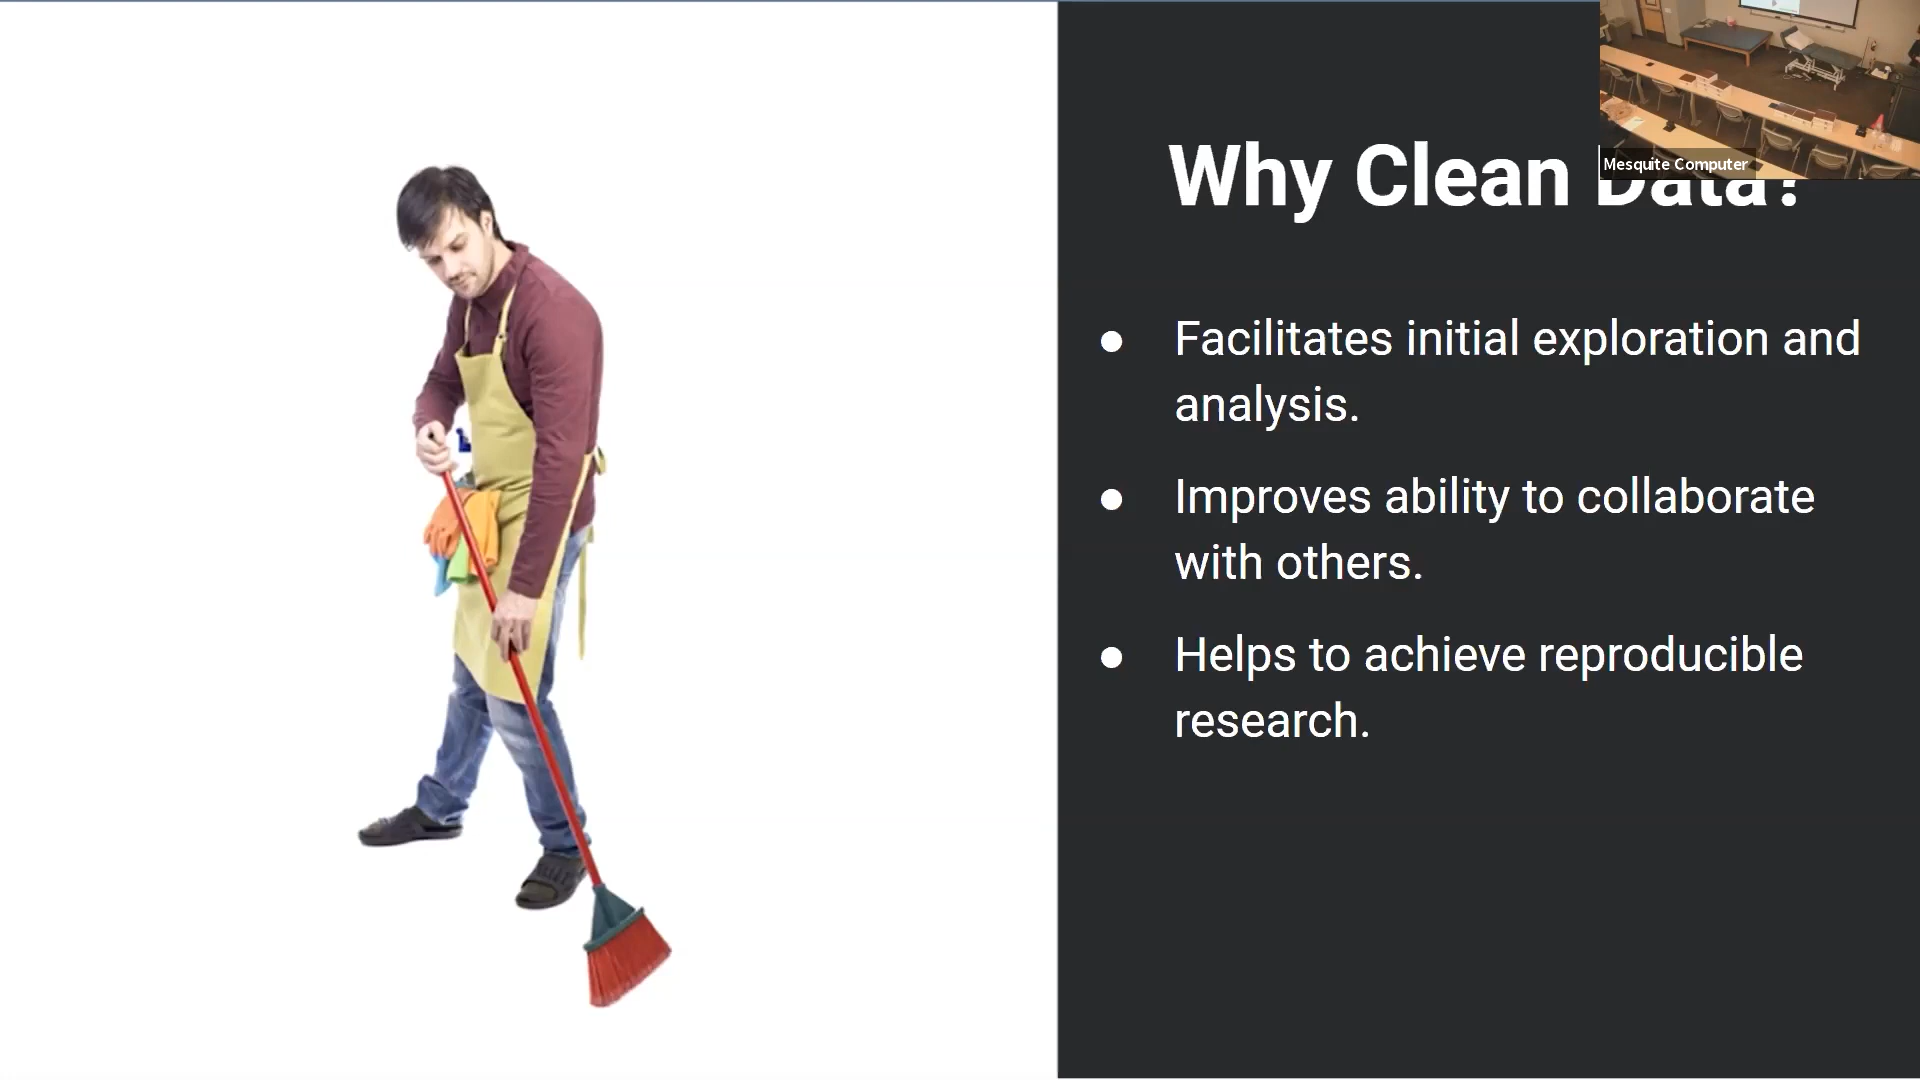 Mesquite Computer
Why Clean Data?
Facilitates initial exploration and
analysis.
Improves ability to collaborate
with others.
Helps to achieve reproducible
research.